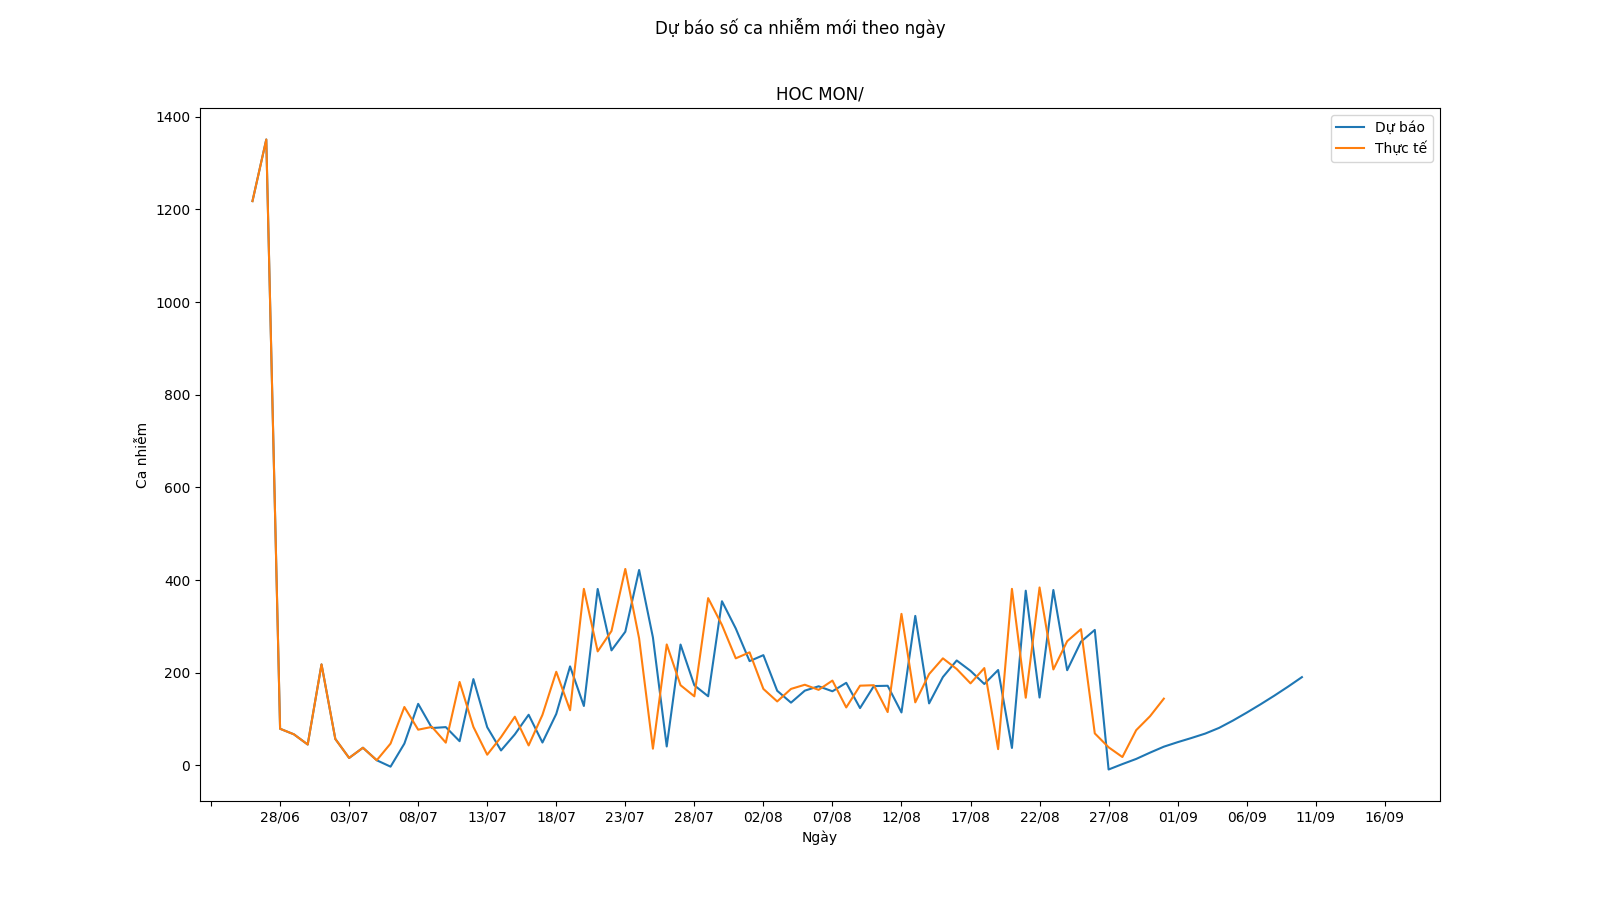 Dự báo số ca nhiễm mới theo ngày
HOC MON/
Dự báo
Thực tế
1400
1200
1000
800
600
400
200
0
Ca nhiễm
28/06 03/07 08/07 13/07 18/07 23/07 28/07 02/08 07/08 12/08 17/08 22/08 27/08 01/09 06/09 11/09 16/09
Ngày